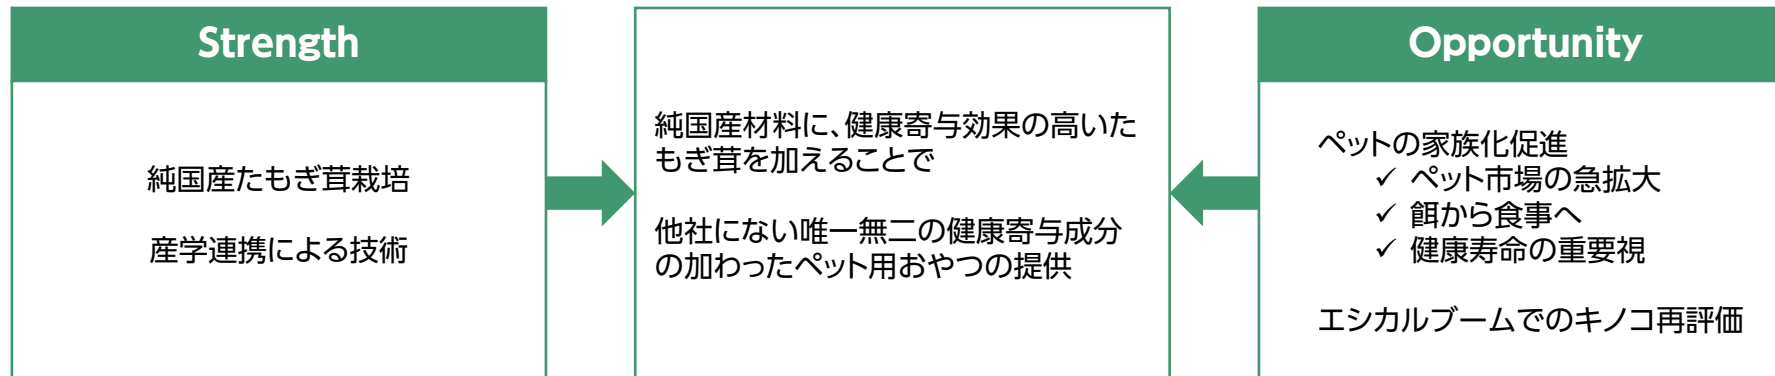 Strength
純国産たもぎ茸栽培
産学連携による技術
純国産材料に、健康寄与効果の高いた
もぎ茸を加えることで
他社にない唯一無二の健康寄与成分
の加わったペット用おやつの提供
Opportunity
ペットの家族化促進
✓ ペット市場の急拡大
✓ 餌から食事へ
✓ 健康寿命の重要視
エシカルブームでのキノコ再評価